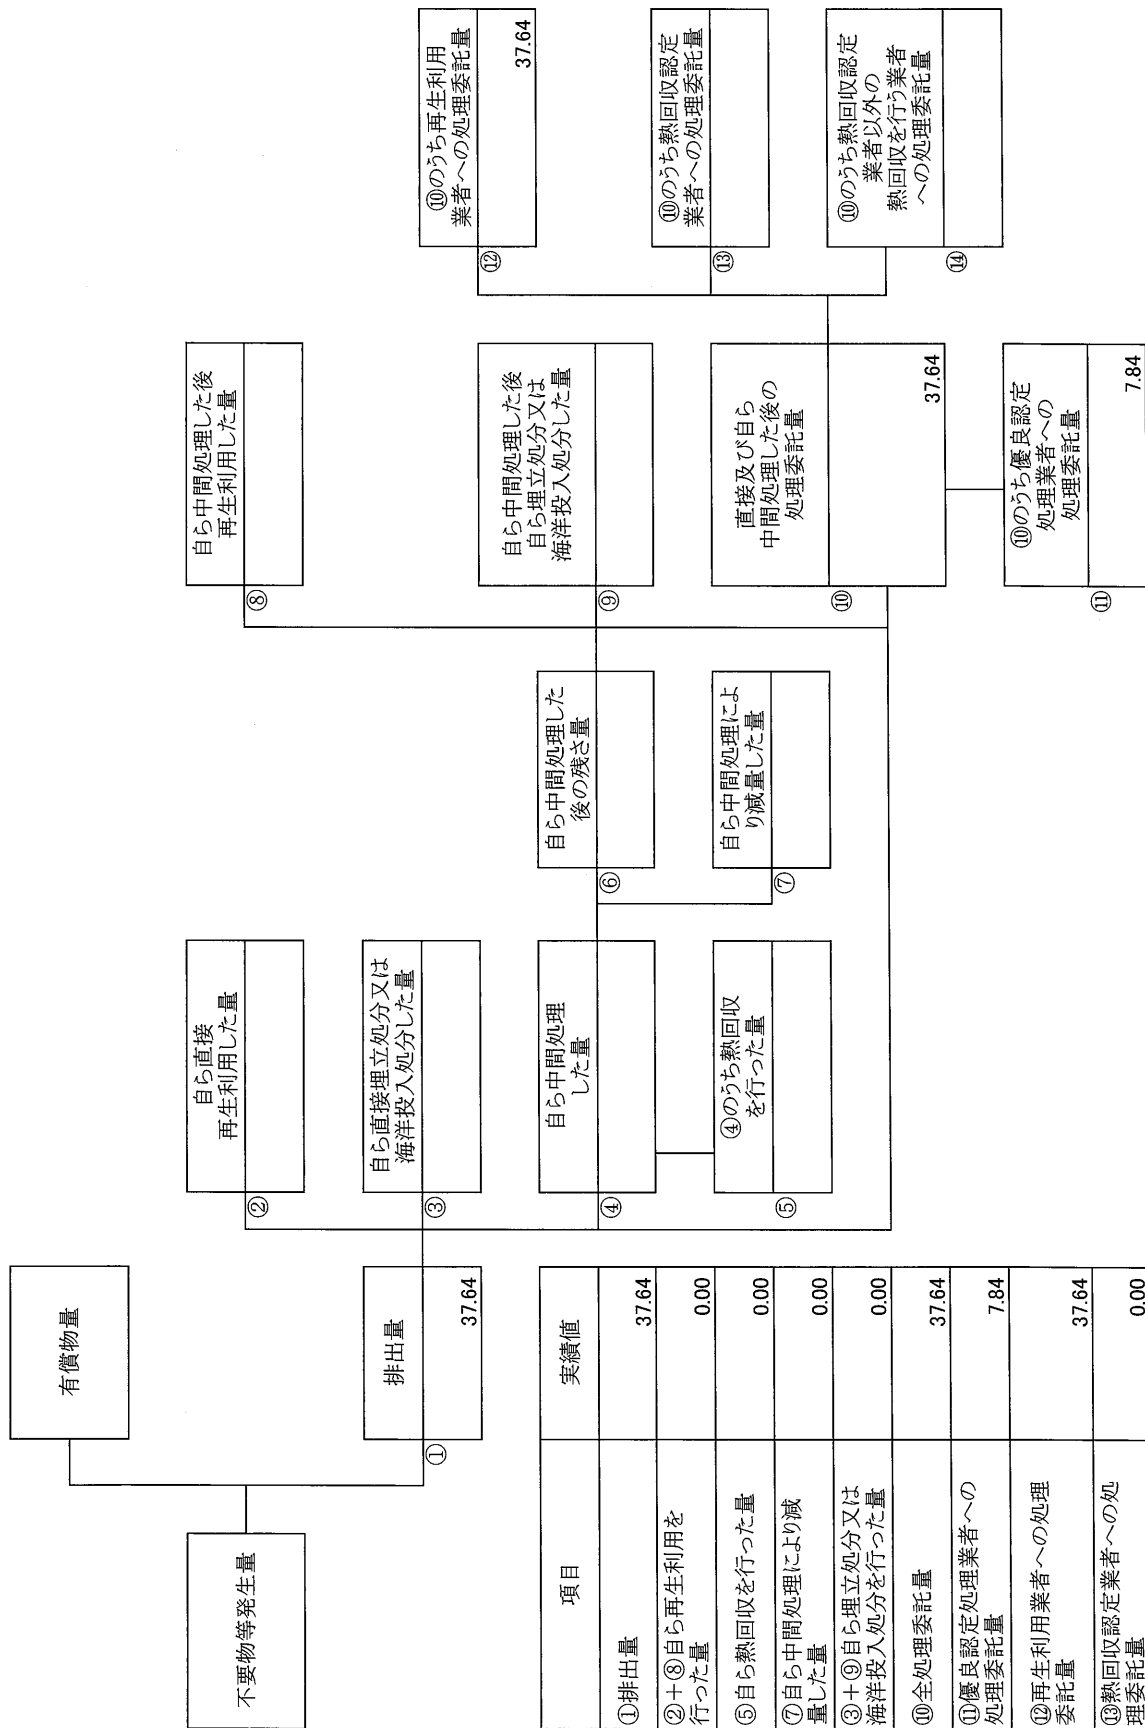 不要物等発生量
有償物量
①
排出量
37.64
②
自ら直接
再生利用した量
③
自ら直接埋立処分又は
海洋投入処分した量
④
自ら中間処理
した量
⑤
④のうち熱回収
を行った量
⑥
自ら中間処理した
後の残さ量
⑦
自ら中間処理によ
り減量した量
⑧
自ら中間処理した後
再生利用した量
⑨
自ら中間処理した後
自ら埋立処分又は
海洋投入処分した量
⑩
直接及び自ら
中間処理した後の
処理委託量
37.64
⑪
⑩のうち優良認定
処理業者への
処理委託量
7.84
⑫
⑩のうち再生利用
業者への処理委託量
37.64
⑬
⑩のうち熱回収認定
業者への処理委託量
⑭
⑩のうち熱回収認定
業者以外の
熱回収を行う業者
への処理委託量
項目 実績値
①排出量 37.64
②+⑧自ら再生利用を
行った量 0.00
⑤自ら熱回収を行った量 0.00
⑦自ら中間処理により減
量した量 0.00
③+⑨自ら埋立処分又は
海洋投入処分を行った量 0.00
⑩全処理委託量 37.64
⑪優良認定処理業者への
処理委託量 7.84
⑫再生利用業者への処理
委託量 37.64
⑬熱回収認定業者への処
理委託量 0.00